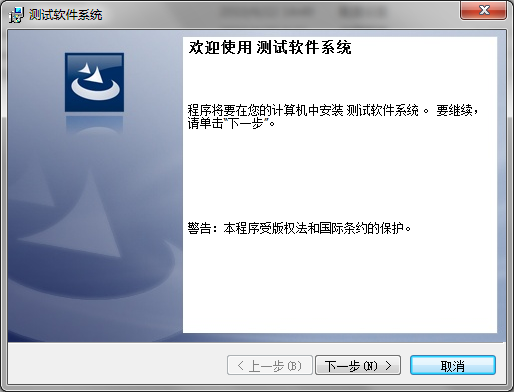 测试软件系统
欢迎使用 测试软件系统
程序将要在您的计算机中安装 测试软件系统 。 要继续，
请单击“下一步”。
警告：本程序受版权法和国际条约的保护。
< 上一步(B)
下一步(N) >
取消